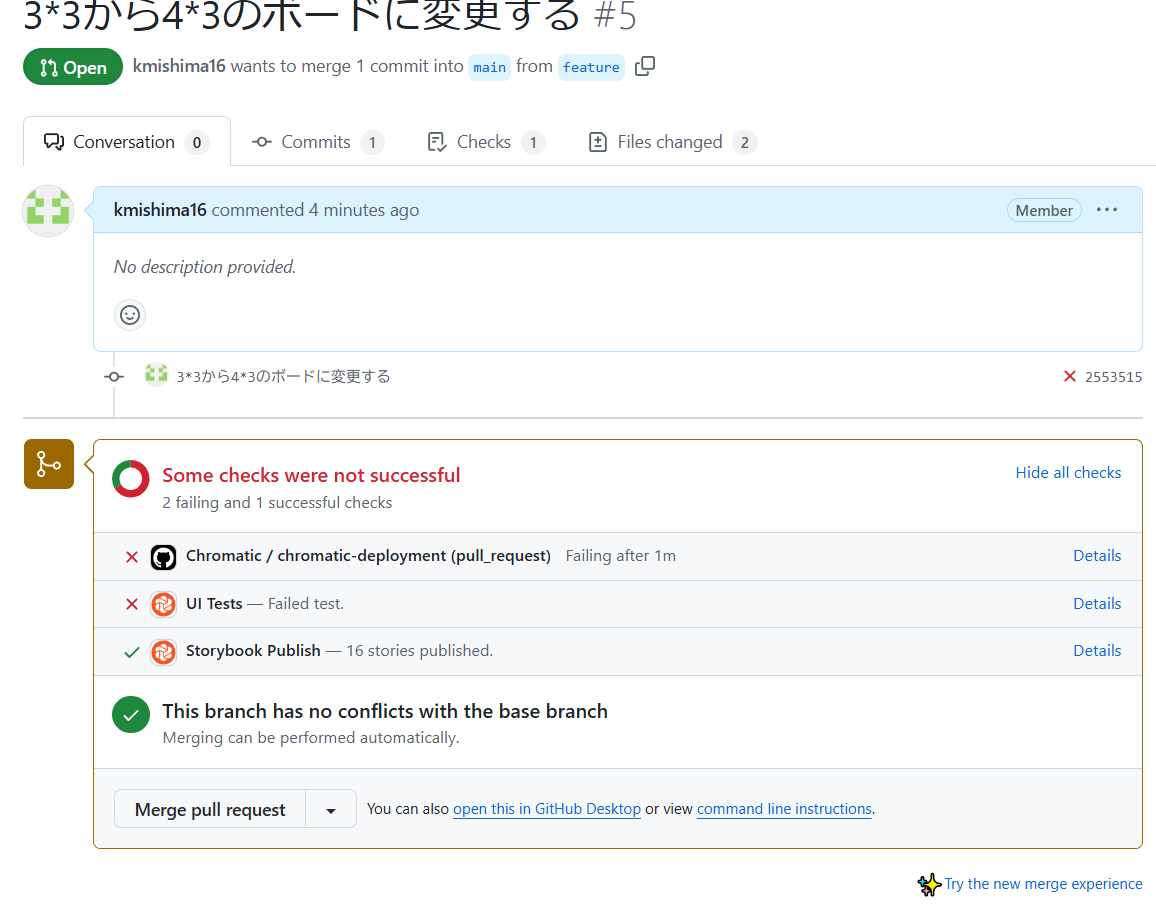 3*3から4*3のボードに変更する #5
Open kmishima16 wants to merge 1 commit into main from feature
Conversation 0 Commits 1 Checks 1 Files changed 2
kmishima16 commented 4 minutes ago Member ...
No description provided.
3*3から4*3のボードに変更する 2553515
Some checks were not successful Hide all checks
2 failing and 1 successful checks
Chromatic / chromatic-deployment (pull_request) Failing after 1m Details
UI Tests — Failed test. Details
Storybook Publish — 16 stories published. Details
This branch has no conflicts with the base branch
Merging can be performed automatically.
Merge pull request You can also open this in GitHub Desktop or view command line instructions.
Try the new merge experience